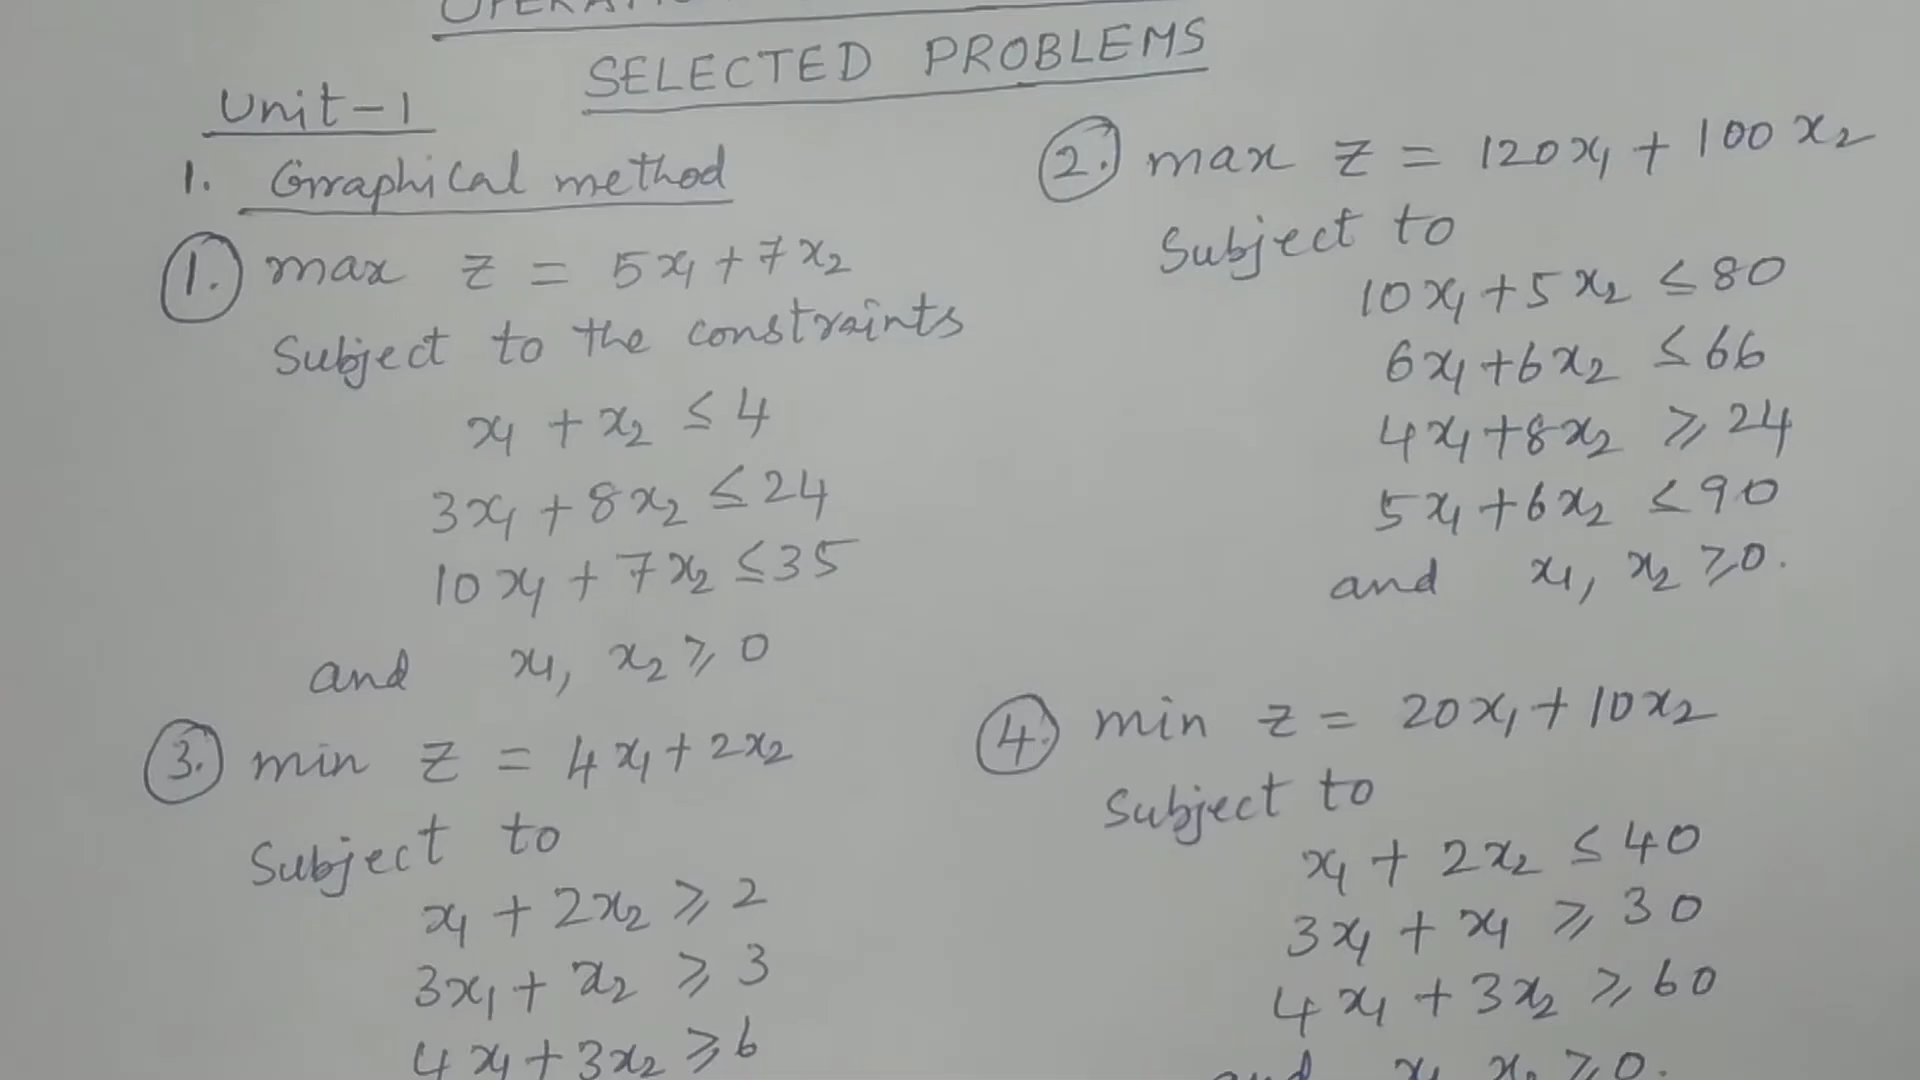 SELECTED PROBLEMS
Unit-1
1. Graphical method
1. max z = 5x₁ + 7x₂
Subject to the constraints
x₁ + x₂ ≤ 4
3x₁ + 8x₂ ≤ 24
10x₁ + 7x₂ ≤ 35
and x₁, x₂ ≥ 0
2. max z = 120x₁ + 100x₂
Subject to
10x₁ + 5x₂ ≤ 80
6x₁ + 6x₂ ≤ 66
4x₁ + 8x₂ ≥ 24
5x₁ + 6x₂ ≤ 90
and x₁, x₂ ≥ 0.
3. min z = 4x₁ + 2x₂
Subject to
x₁ + 2x₂ ≥ 2
3x₁ + x₂ ≥ 3
4x₁ + 3x₂ ≥ 6
4. min z = 20x₁ + 10x₂
Subject to
x₁ + 2x₂ ≤ 40
3x₁ + x₁ ≥ 30
4x₁ + 3x₂ ≥ 60
and x₁, x₂ ≥ 0.